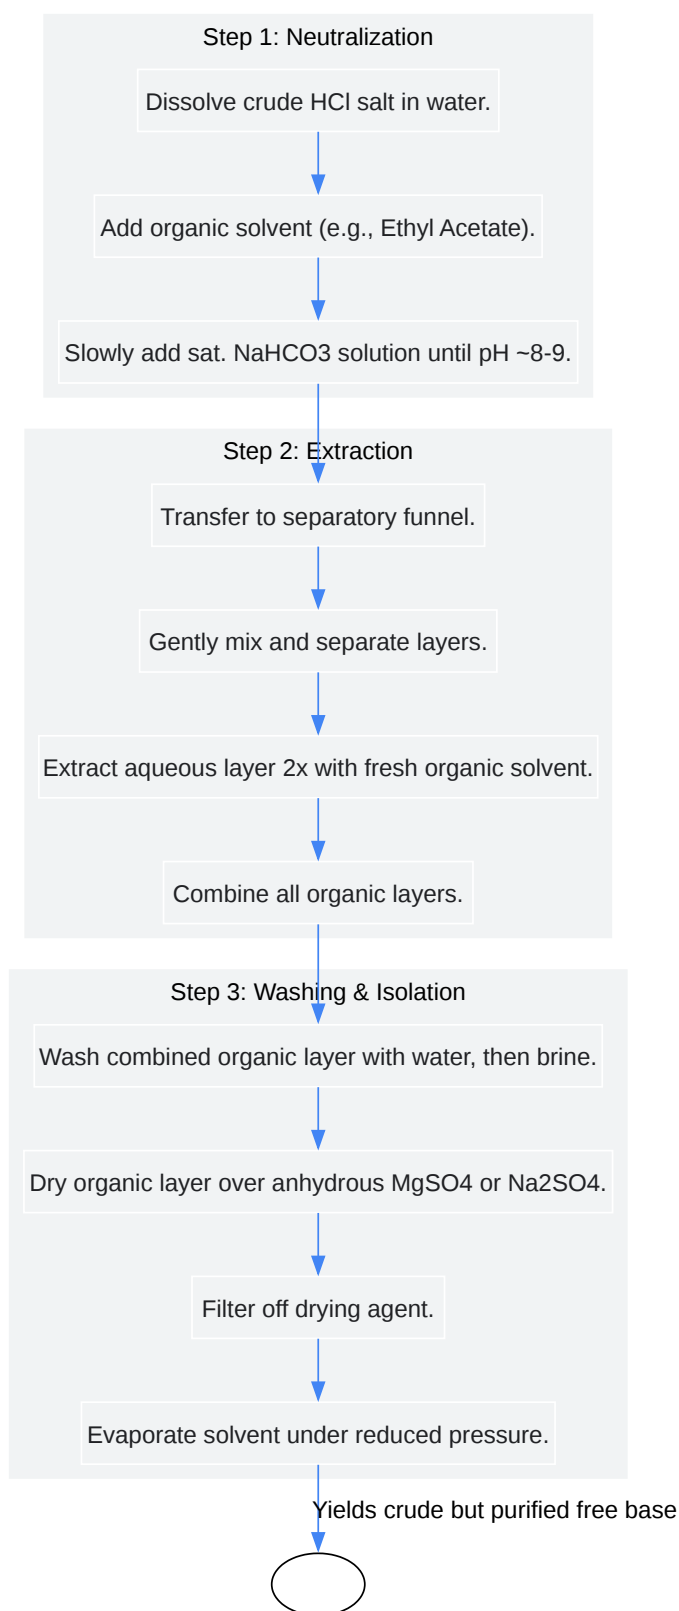 Step 1: Neutralization
Dissolve crude HCl salt in water.
Add organic solvent (e.g., Ethyl Acetate).
Slowly add sat. NaHCO3 solution until pH ~8-9.
Step 2: Extraction
Transfer to separatory funnel.
Gently mix and separate layers.
Extract aqueous layer 2x with fresh organic solvent.
Combine all organic layers.
Step 3: Washing & Isolation
Wash combined organic layer with water, then brine.
Dry organic layer over anhydrous MgSO4 or Na2SO4.
Filter off drying agent.
Evaporate solvent under reduced pressure.
Yields crude but purified free base